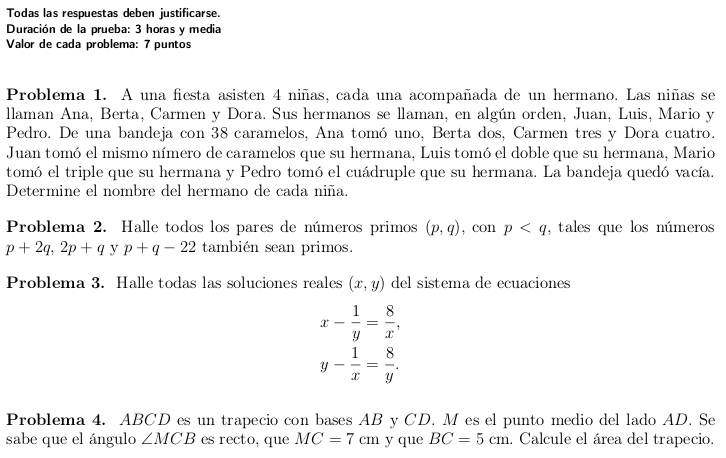 Todas las respuestas deben justificarse.
Duración de la prueba: 3 horas y media
Valor de cada problema: 7 puntos
Problema 1. A una fiesta asisten 4 niñas, cada una acompañada de un hermano. Las niñas se
llaman Ana, Berta, Carmen y Dora. Sus hermanos se llaman, en algún orden, Juan, Luis, Mario y
Pedro. De una bandeja con 38 caramelos, Ana tomó uno, Berta dos, Carmen tres y Dora cuatro.
Juan tomó el mismo nímero de caramelos que su hermana, Luis tomó el doble que su hermana, Mario
tomó el triple que su hermana y Pedro tomó el cuádruple que su hermana. La bandeja quedó vacía.
Determine el nombre del hermano de cada niña.
Problema 2. Halle todos los pares de números primos (p, q), con p < q, tales que los números
p + 2q, 2p + q y p + q − 22 también sean primos.
Problema 3. Halle todas las soluciones reales (x, y) del sistema de ecuaciones
x − 1/y = 8/x,
y − 1/x = 8/y.
Problema 4. ABCD es un trapecio con bases AB y CD. M es el punto medio del lado AD. Se
sabe que el ángulo ∠MCB es recto, que MC = 7 cm y que BC = 5 cm. Calcule el área del trapecio.